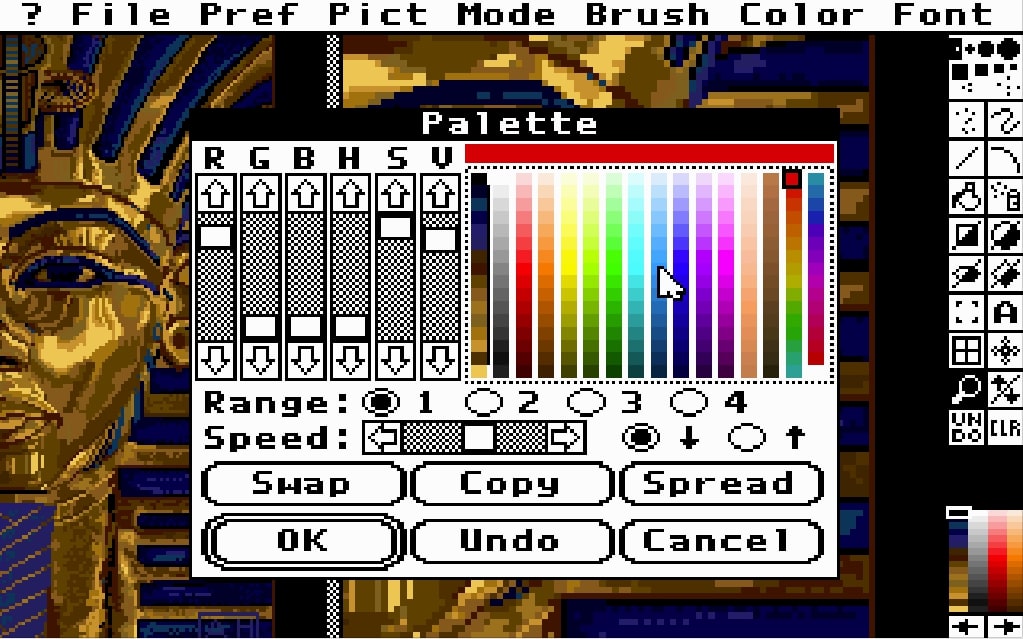 ? File Pref Pict Mode Brush Color Font
Palette
R G B H S V
Range: 1 2 3 4
Speed:
Swap Copy Spread
OK Undo Cancel
A
UN
DO CLR